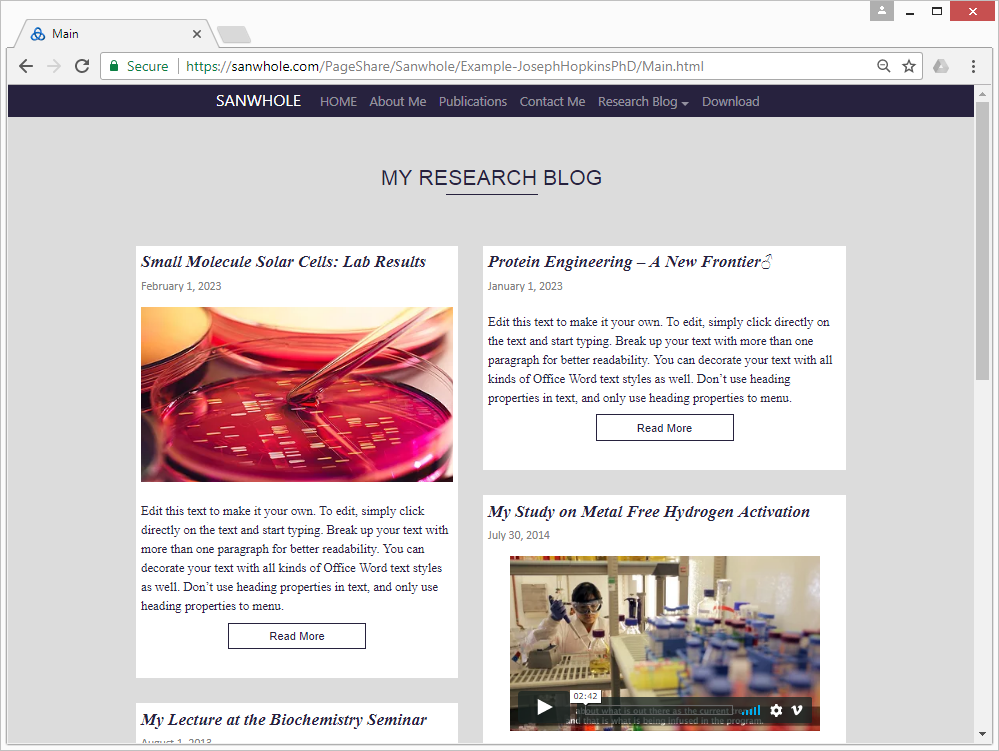 Main
Secure
https://sanwhole.com/PageShare/Sanwhole/Example-JosephHopkinsPhD/Main.html
SANWHOLE HOME About Me Publications Contact Me Research Blog Download
MY RESEARCH BLOG
Small Molecule Solar Cells: Lab Results
February 1, 2023
Edit this text to make it your own. To edit, simply click
directly on the text and start typing. Break up your text with
more than one paragraph for better readability. You can
decorate your text with all kinds of Office Word text styles
as well. Don’t use heading properties in text, and only use
heading properties to menu.
Read More
My Lecture at the Biochemistry Seminar
August 1, 2013
Protein Engineering – A New Frontier
January 1, 2023
Edit this text to make it your own. To edit, simply click directly on
the text and start typing. Break up your text with more than one
paragraph for better readability. You can decorate your text with all
kinds of Office Word text styles as well. Don’t use heading
properties in text, and only use heading properties to menu.
Read More
My Study on Metal Free Hydrogen Activation
July 30, 2014
02:42
about what is out there as the current
and that is what is being infused in the program.